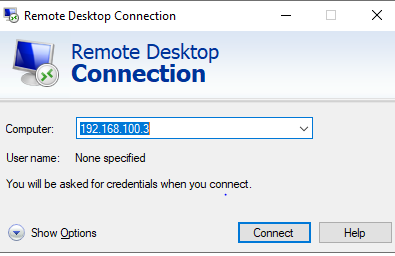 Remote Desktop Connection
Remote Desktop
Connection
Computer: 192.168.100.3
User name: None specified
You will be asked for credentials when you connect.
Show Options Connect Help